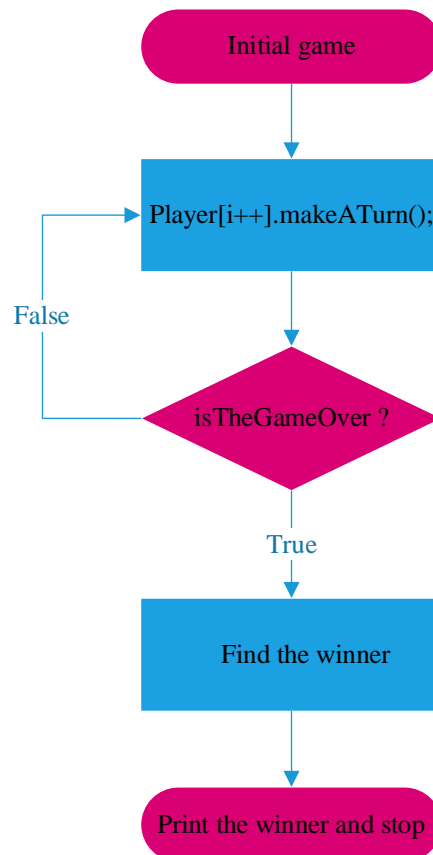 Initial game
Player[i++].makeATurn();
False
isTheGameOver ?
True
Find the winner
Print the winner and stop